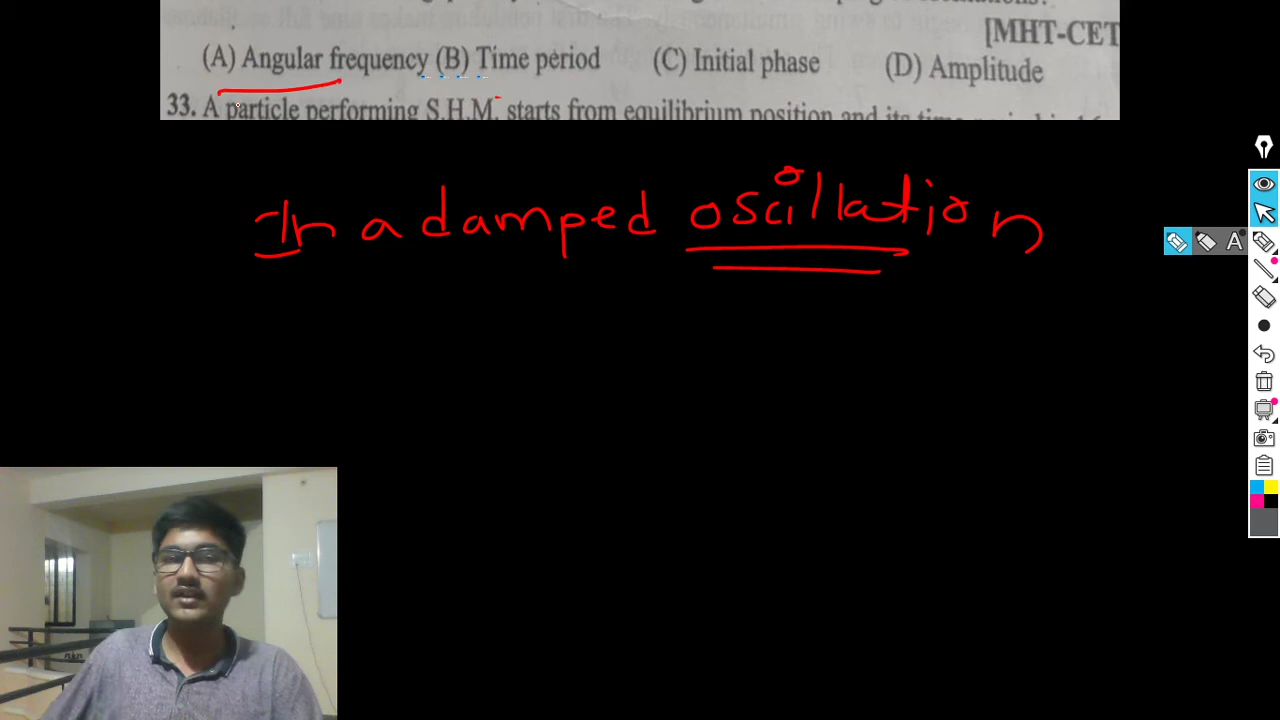 [MHT-CET
(A) Angular frequency (B) Time period (C) Initial phase (D) Amplitude
33. A particle performing S.H.M. starts from equilibrium position and its time
In a damped oscillation
A